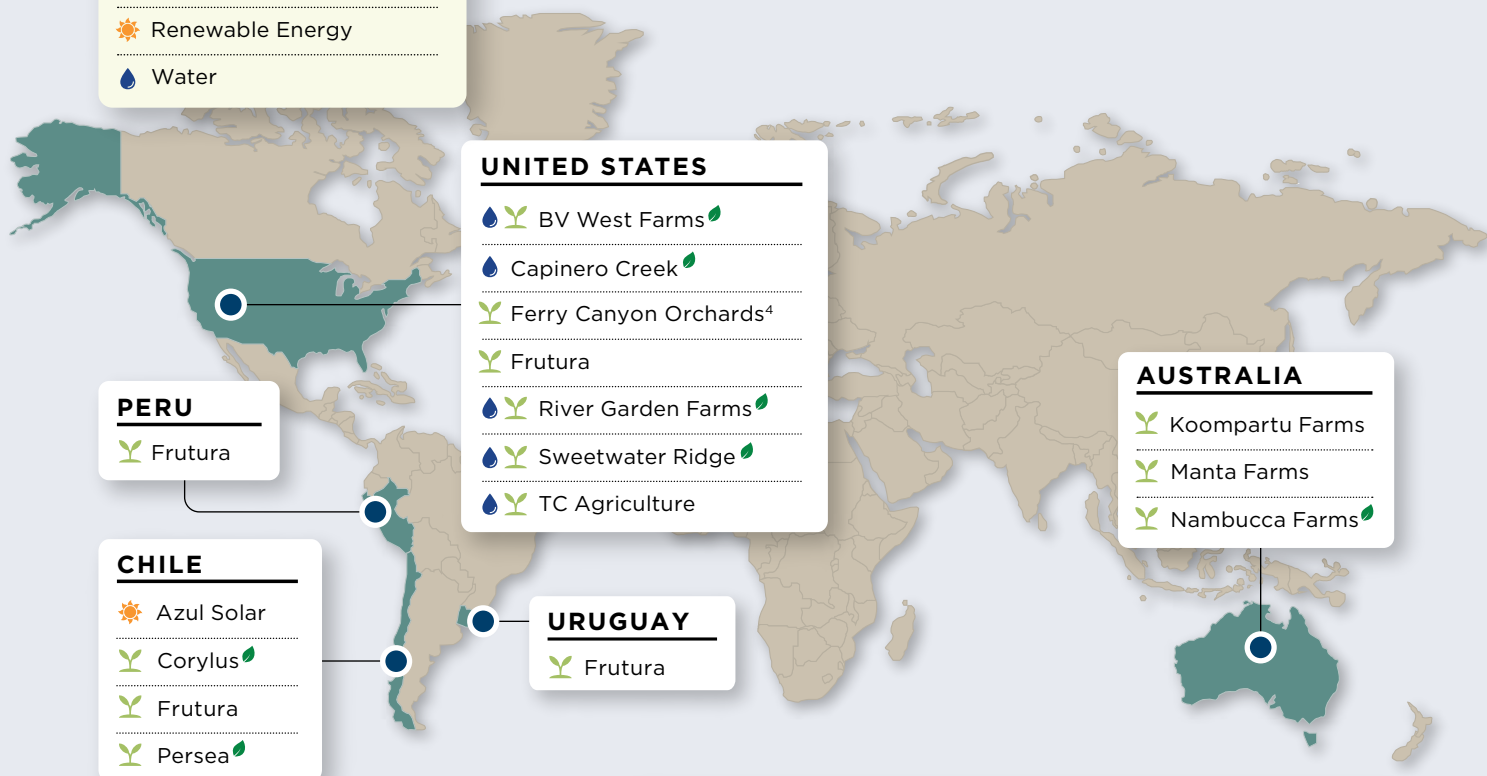 Renewable Energy
Water
UNITED STATES
BV West Farms
Capinero Creek
Ferry Canyon Orchards⁴
Frutura
River Garden Farms
Sweetwater Ridge
TC Agriculture
PERU
Frutura
CHILE
Azul Solar
Corylus
Frutura
Persea
URUGUAY
Frutura
AUSTRALIA
Koompartu Farms
Manta Farms
Nambucca Farms